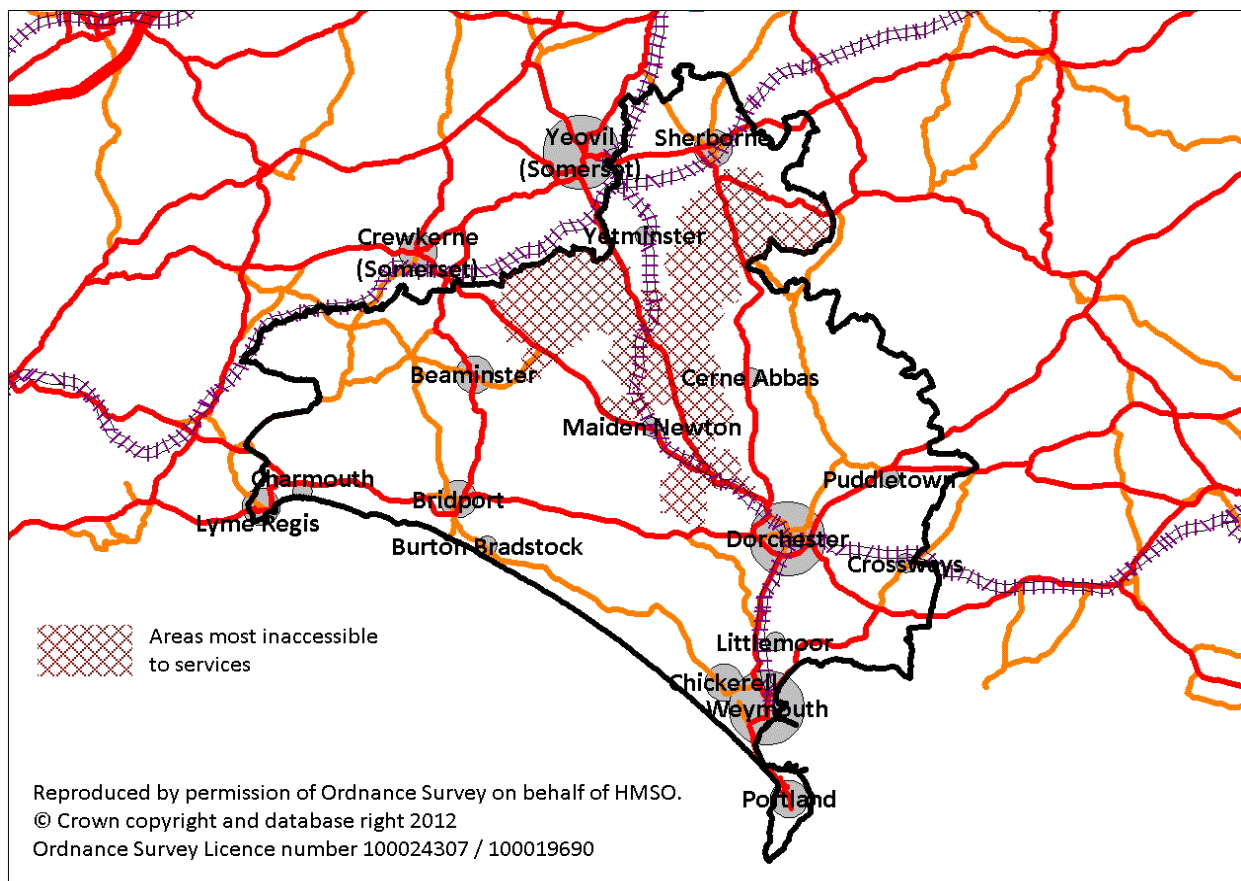 Yeovil
(Somerset)
Sherborne
Crewkerne
(Somerset)
Yetminster
Beaminster
Cerne Abbas
Maiden Newton
Charmouth
Lyme Regis
Bridport
Puddletown
Burton Bradstock
Dorchester
Crossways
Areas most inaccessible
to services
Littlemoor
Chickerell
Weymouth
Portland
Reproduced by permission of Ordnance Survey on behalf of HMSO.
© Crown copyright and database right 2012
Ordnance Survey Licence number 100024307 / 100019690